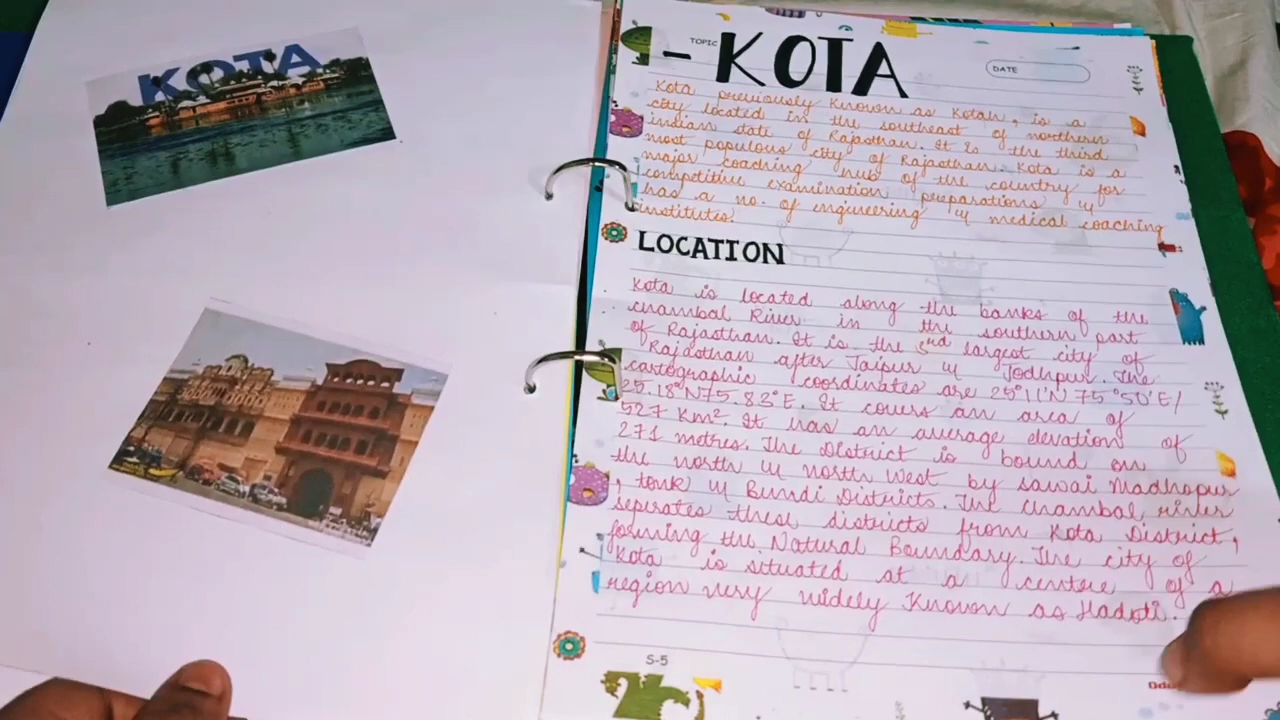 KOTA
TOPIC
- KOTA
DATE
Kota previously Known as Kotah, is a
city located in the southeast of northern
indian state of Rajasthan. It is the third
most populous city of Rajasthan. Kota is a
major coaching hub of the country for
competitive examination preparations &
has a no. of engineering & medical coaching
institutes.
LOCATION
Kota is located along the banks of the
chambal River in the southern part
of Rajasthan. It is the 3rd largest city of
Rajasthan after Jaipur & Jodhpur. The
cartographic coordinates are 25°11'N 75°50'E/
25.18°N75.83°E. It covers an area of
527 Km². It has an average elevation of
271 metres. The District is bound on
the north & north West by sawai Madhopur
, tonk & Bundi Districts. The chambal river
seperates these districts from Kota District,
forming the Natural Boundary. The city of
Kota is situated at a centre of a
region very widely Known as Hadoti.
S-5